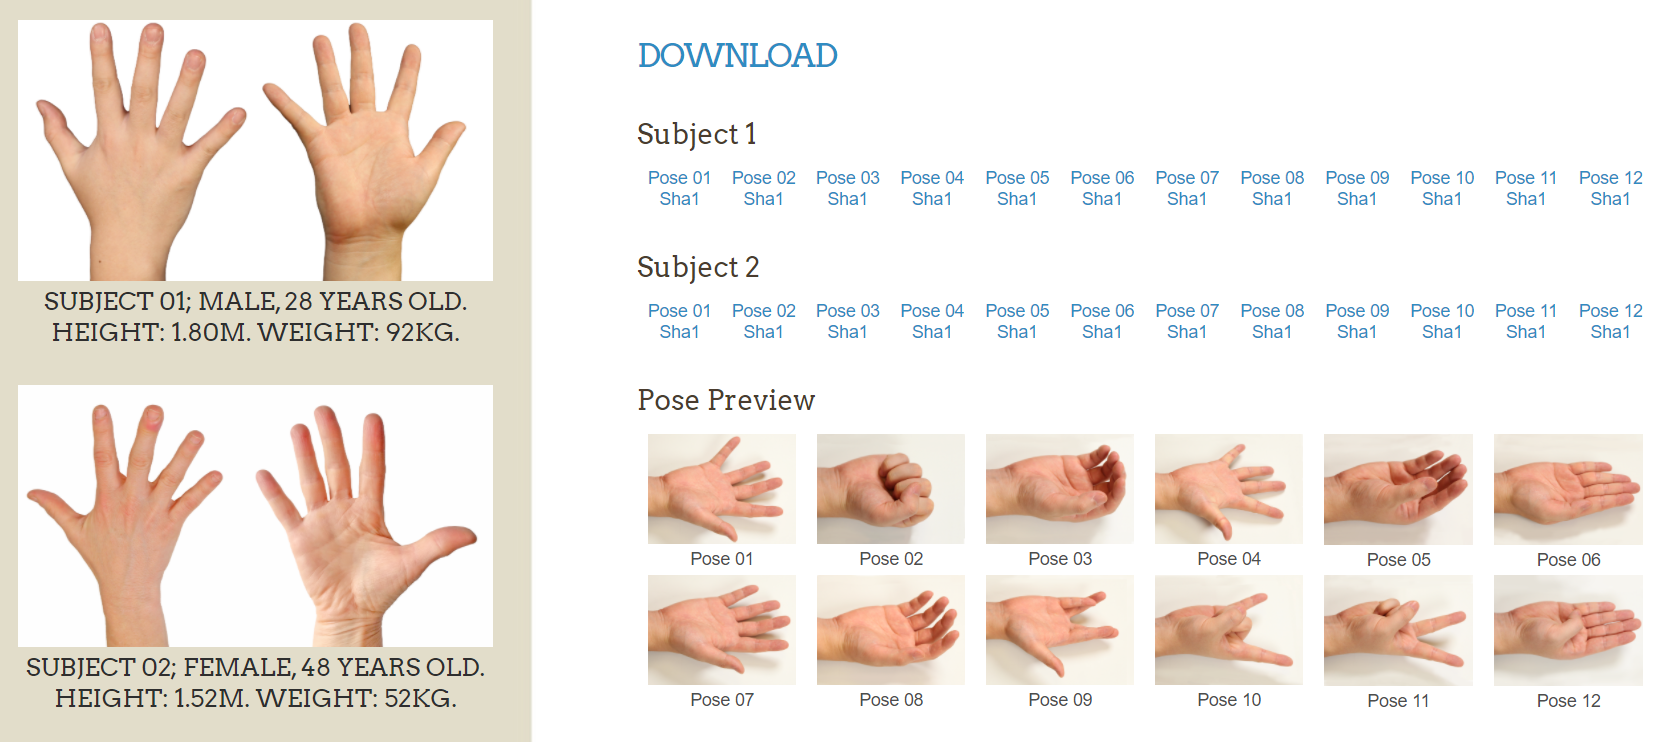 SUBJECT 01; MALE, 28 YEARS OLD.
HEIGHT: 1.80M. WEIGHT: 92KG.
SUBJECT 02; FEMALE, 48 YEARS OLD.
HEIGHT: 1.52M. WEIGHT: 52KG.
DOWNLOAD
Subject 1
Pose 01 Pose 02 Pose 03 Pose 04 Pose 05 Pose 06 Pose 07 Pose 08 Pose 09 Pose 10 Pose 11 Pose 12
Sha1 Sha1 Sha1 Sha1 Sha1 Sha1 Sha1 Sha1 Sha1 Sha1 Sha1 Sha1
Subject 2
Pose 01 Pose 02 Pose 03 Pose 04 Pose 05 Pose 06 Pose 07 Pose 08 Pose 09 Pose 10 Pose 11 Pose 12
Sha1 Sha1 Sha1 Sha1 Sha1 Sha1 Sha1 Sha1 Sha1 Sha1 Sha1 Sha1
Pose Preview
Pose 01 Pose 02 Pose 03 Pose 04 Pose 05 Pose 06
Pose 07 Pose 08 Pose 09 Pose 10 Pose 11 Pose 12